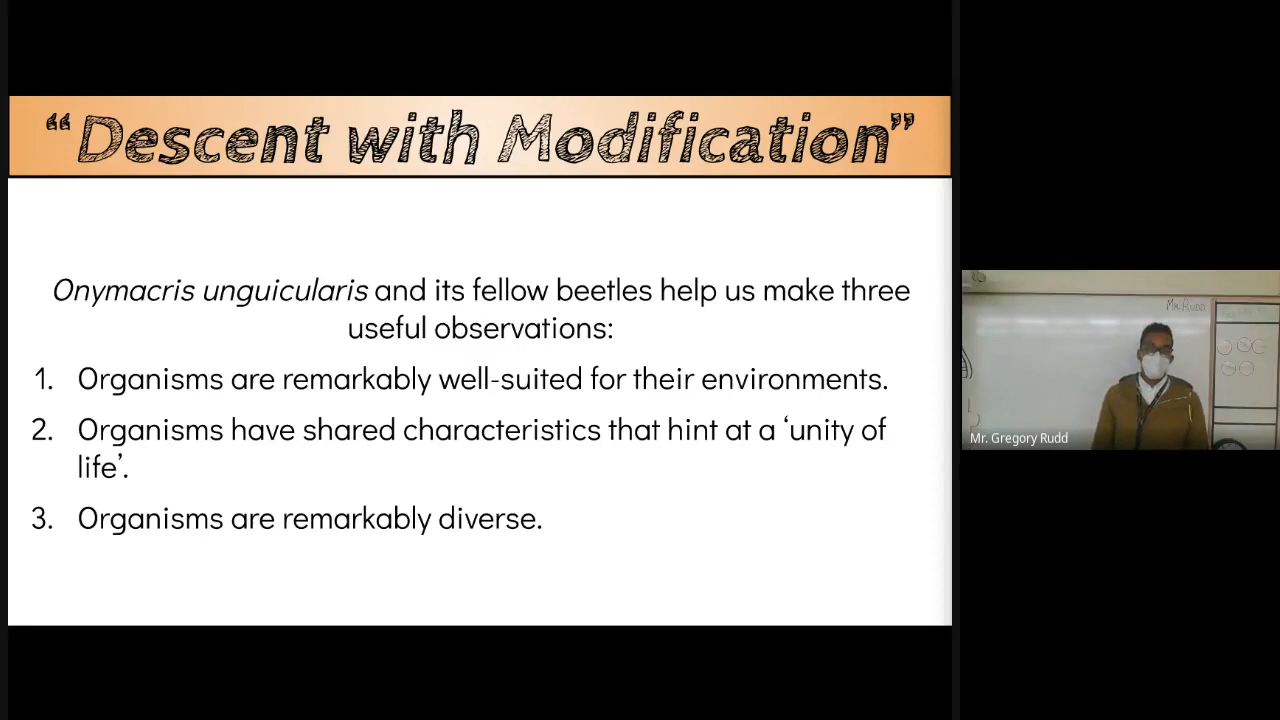 “Descent with Modification”
Onymacris unguicularis and its fellow beetles help us make three
useful observations:
1. Organisms are remarkably well-suited for their environments.
2. Organisms have shared characteristics that hint at a ‘unity of
life’.
3. Organisms are remarkably diverse.
Mr. Rudd
Mr. Gregory Rudd